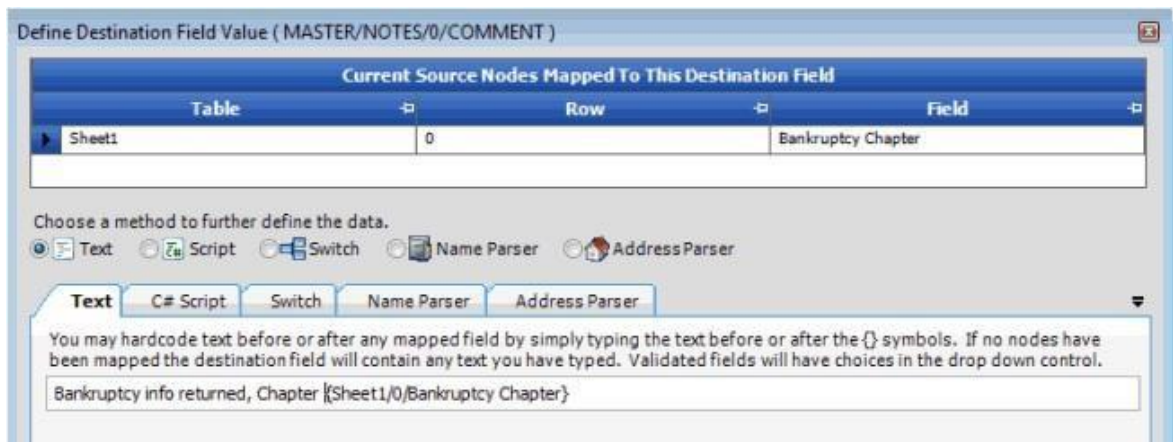 Define Destination Field Value ( MASTER/NOTES/0/COMMENT )
Current Source Nodes Mapped To This Destination Field
Table Row Field
Sheet1 0 Bankruptcy Chapter
Choose a method to further define the data.
Text Script Switch Name Parser Address Parser
Text C# Script Switch Name Parser Address Parser
You may hardcode text before or after any mapped field by simply typing the text before or after the {} symbols. If no nodes have
been mapped the destination field will contain any text you have typed. Validated fields will have choices in the drop down control.
Bankruptcy info returned, Chapter {Sheet1/0/Bankruptcy Chapter}